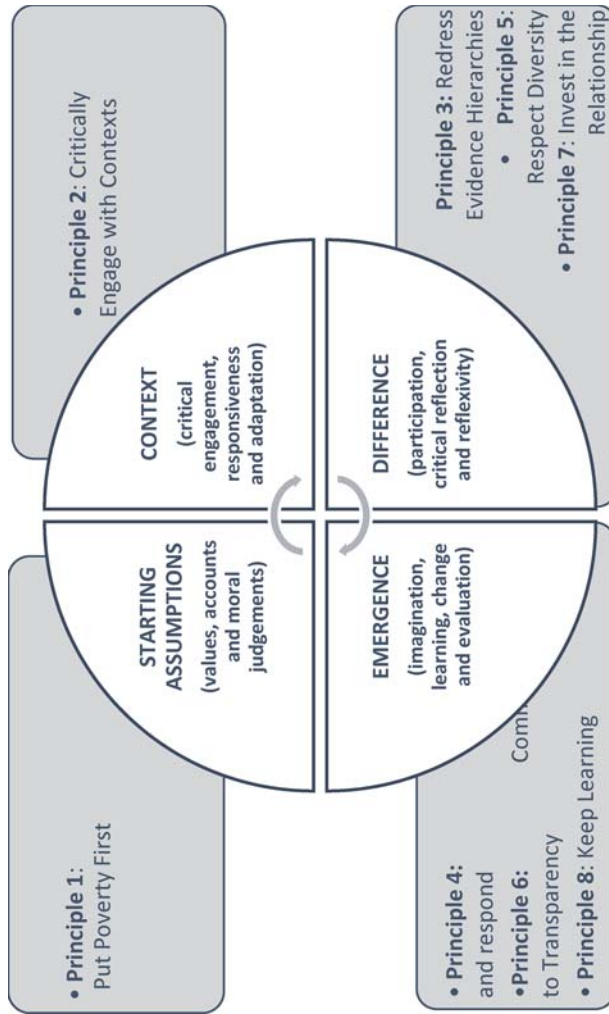 • Principle 1:
Put Poverty First
• Principle 2: Critically
Engage with Contexts
STARTING
ASSUMPTIONS
(values, accounts
and moral
judgements)
CONTEXT
(critical
engagement,
responsiveness
and adaptation)
EMERGENCE
(imagination,
learning, change
and evaluation)
DIFFERENCE
(participation,
critical reflection
and reflexivity)
• Principle 4:
and respond
•Principle 6:
to Transparency
• Principle 8: Keep Learning
Principle 3: Redress
Evidence Hierarchies
• Principle 5:
Respect Diversity
• Principle 7: Invest in the
Relationship